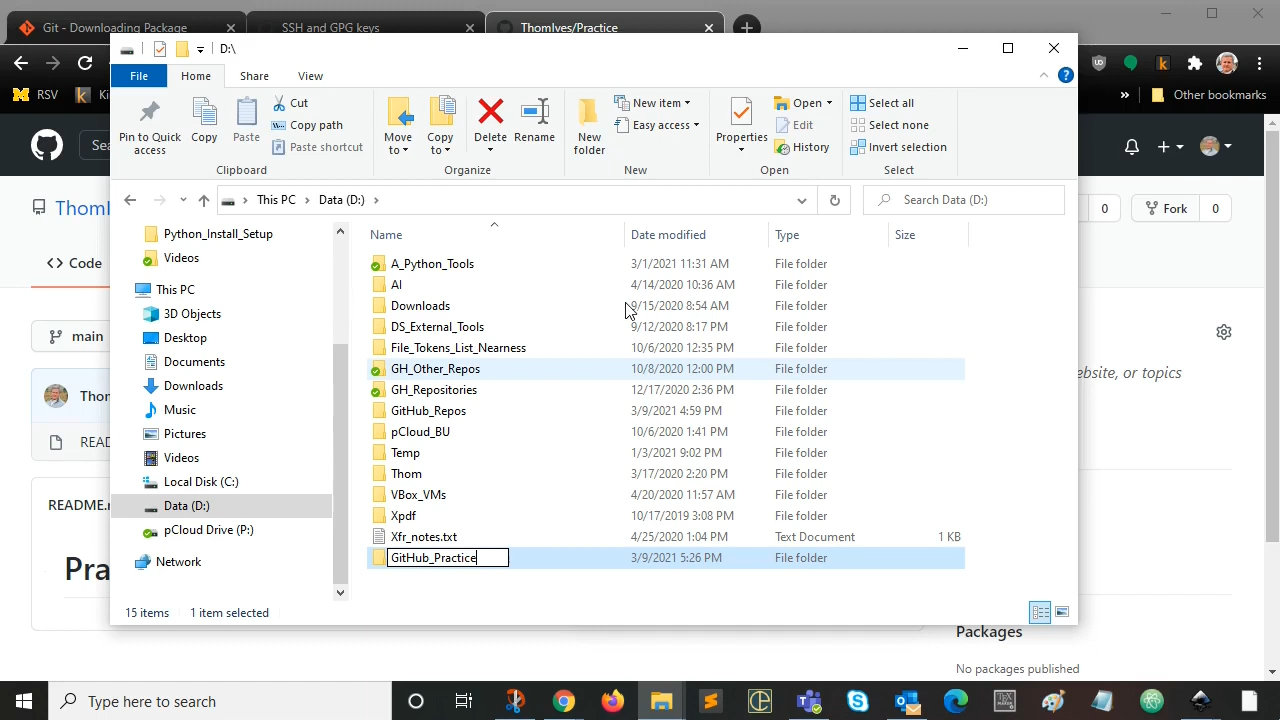 Git - Downloading Package
SSH and GPG keys
ThomIves/Practice
D:\
File
Home
Share
View
RSV
Other bookmarks
Pin to Quick access
Copy
Paste
Cut
Copy path
Paste shortcut
Move to
Copy to
Delete
Rename
New folder
New item
Easy access
Properties
Open
Edit
History
Select all
Select none
Invert selection
Clipboard
Organize
New
Open
Select
This PC
Data (D:)
Search Data (D:)
0
Fork
0
Code
Name
Date modified
Type
Size
Python_Install_Setup
Videos
This PC
3D Objects
Desktop
Documents
Downloads
Music
Pictures
Videos
Local Disk (C:)
Data (D:)
pCloud Drive (P:)
Network
A_Python_Tools 3/1/2021 11:31 AM File folder
AI 4/14/2020 10:36 AM File folder
Downloads 9/15/2020 8:54 AM File folder
DS_External_Tools 9/12/2020 8:17 PM File folder
File_Tokens_List_Nearness 10/6/2020 12:35 PM File folder
GH_Other_Repos 10/8/2020 12:00 PM File folder
GH_Repositories 12/17/2020 2:36 PM File folder
GitHub_Repos 3/9/2021 4:59 PM File folder
pCloud_BU 10/6/2020 1:41 PM File folder
Temp 1/3/2021 9:02 PM File folder
Thom 3/17/2020 2:20 PM File folder
VBox_VMs 4/20/2020 11:57 AM File folder
Xpdf 10/17/2019 3:08 PM File folder
Xfr_notes.txt 4/25/2020 1:04 PM Text Document 1 KB
GitHub_Practice 3/9/2021 5:26 PM File folder
main
or topics
15 items
1 item selected
Packages
No packages published
Type here to search